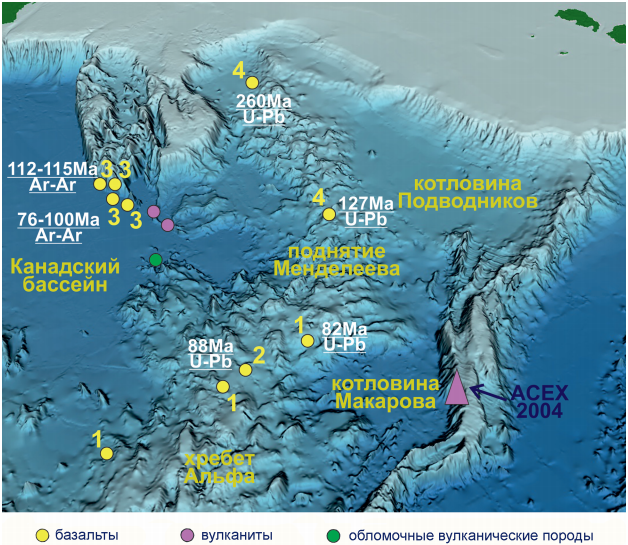 4
260Ma
U-Pb
112-115Ma
Ar-Ar
3 3
3 3
76-100Ma
Ar-Ar
4
127Ma
U-Pb
котловина
Подводников
Канадский
бассейн
поднятие
Менделеева
1
82Ma
U-Pb
88Ma
U-Pb
2
1
котловина
Макарова
ACEX
2004
1
хребет
Альфа
базальты
вулканиты
обломочные вулканические породы